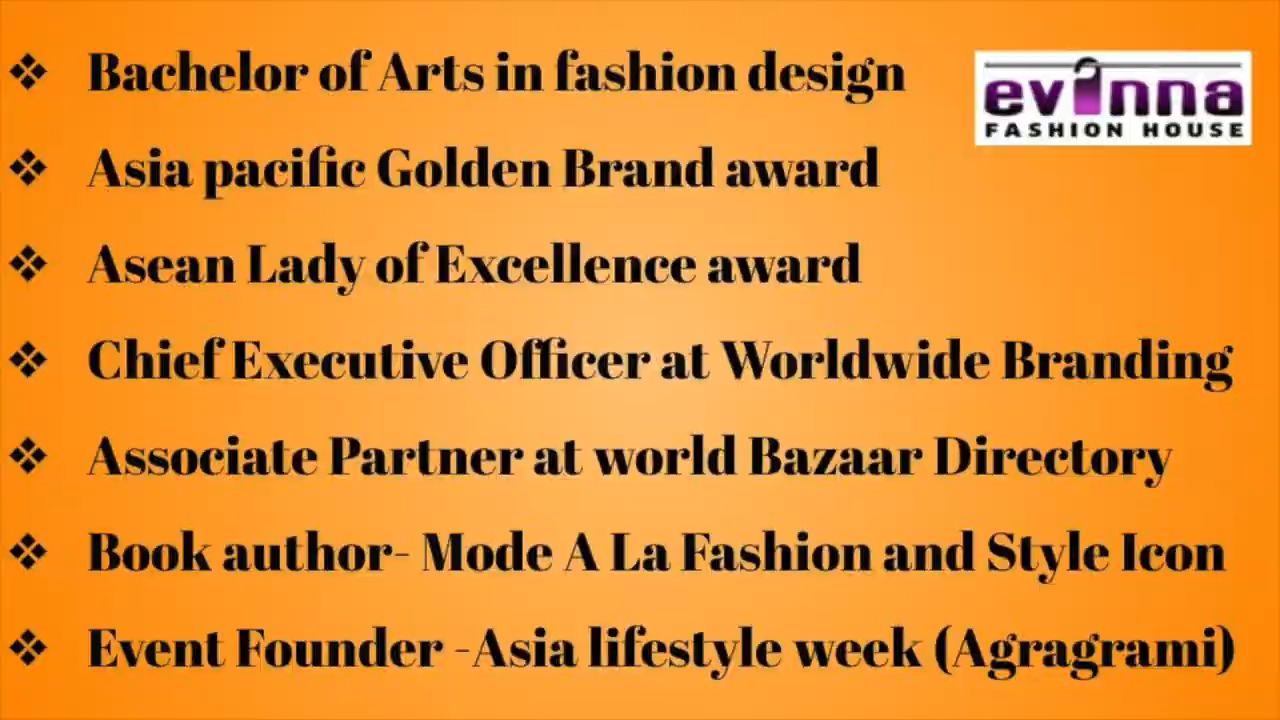 Bachelor of Arts in fashion design
evinna
FASHION HOUSE
Asia pacific Golden Brand award
Asean Lady of Excellence award
Chief Executive Officer at Worldwide Branding
Associate Partner at world Bazaar Directory
Book author- Mode A La Fashion and Style Icon
Event Founder -Asia lifestyle week (Agragrami)